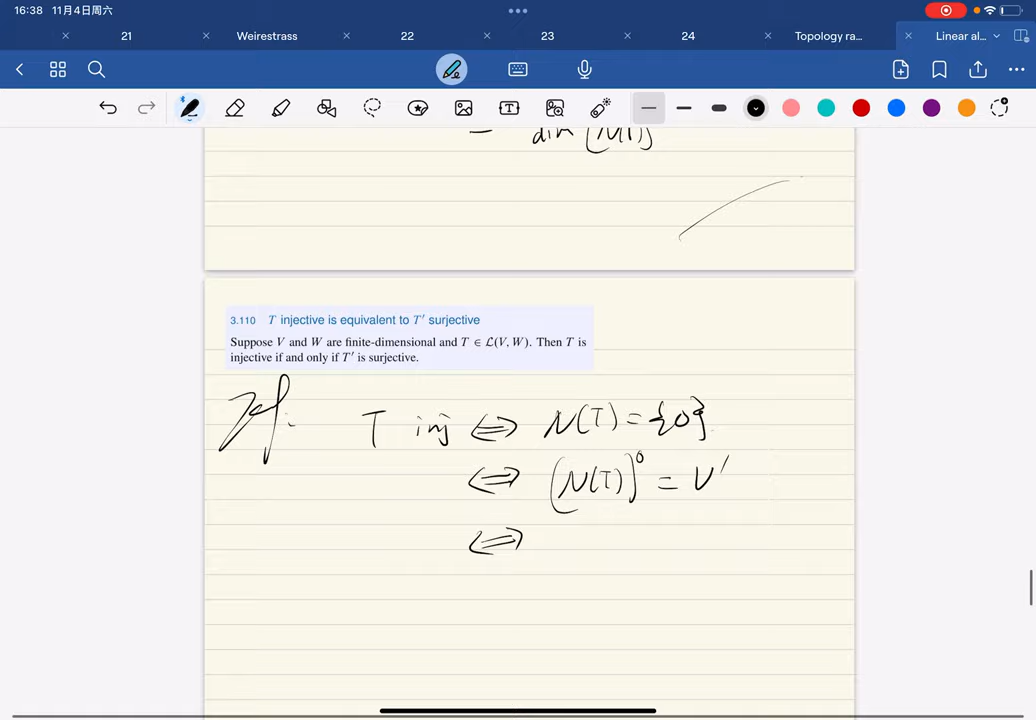 16:38 11月4日周六
21 Weirestrass 22 23 24 Topology ra... Linear al...
= dim (N(T))
3.110 T injective is equivalent to T′ surjective
Suppose V and W are finite-dimensional and T ∈ ℒ(V, W). Then T is
injective if and only if T′ is surjective.
Pf: T inj ⟺ N(T) = {0}.
⟺ (N(T))⁰ = V′
⟺